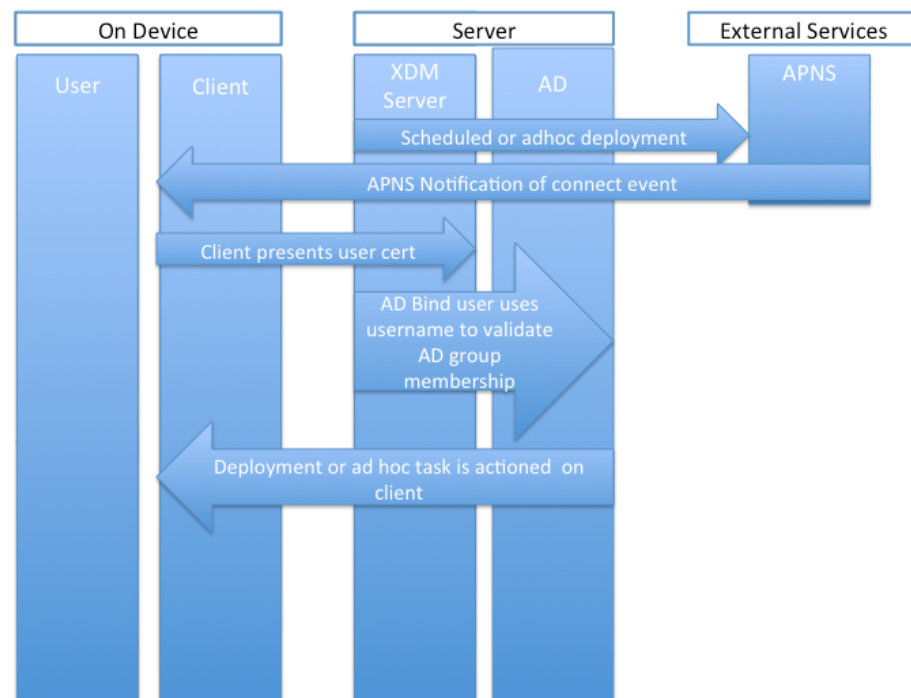 On Device
Server
External Services
User
Client
XDM
Server
AD
APNS
Scheduled or adhoc deployment
APNS Notification of connect event
Client presents user cert
AD Bind user uses
username to validate
AD group
membership
Deployment or ad hoc task is actioned on
client